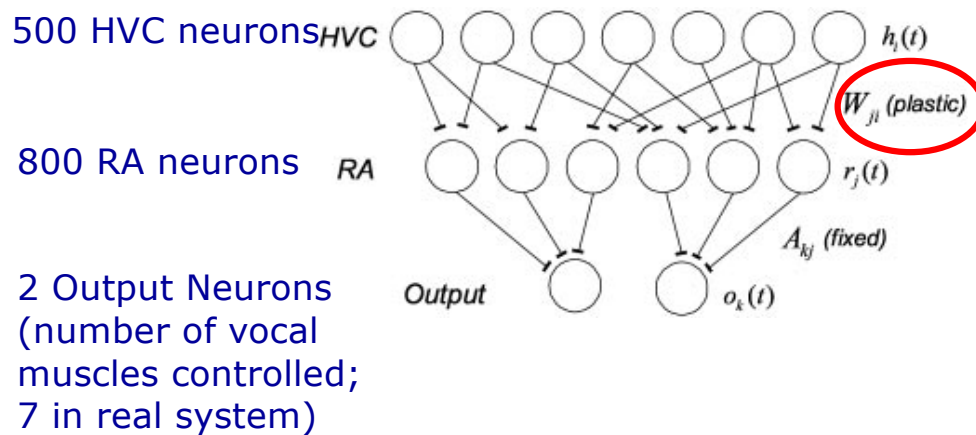 500 HVC neurons HVC h_i(t)
W_ji (plastic)
800 RA neurons RA r_j(t)
A_kj (fixed)
2 Output Neurons Output o_k(t)
(number of vocal
muscles controlled;
7 in real system)